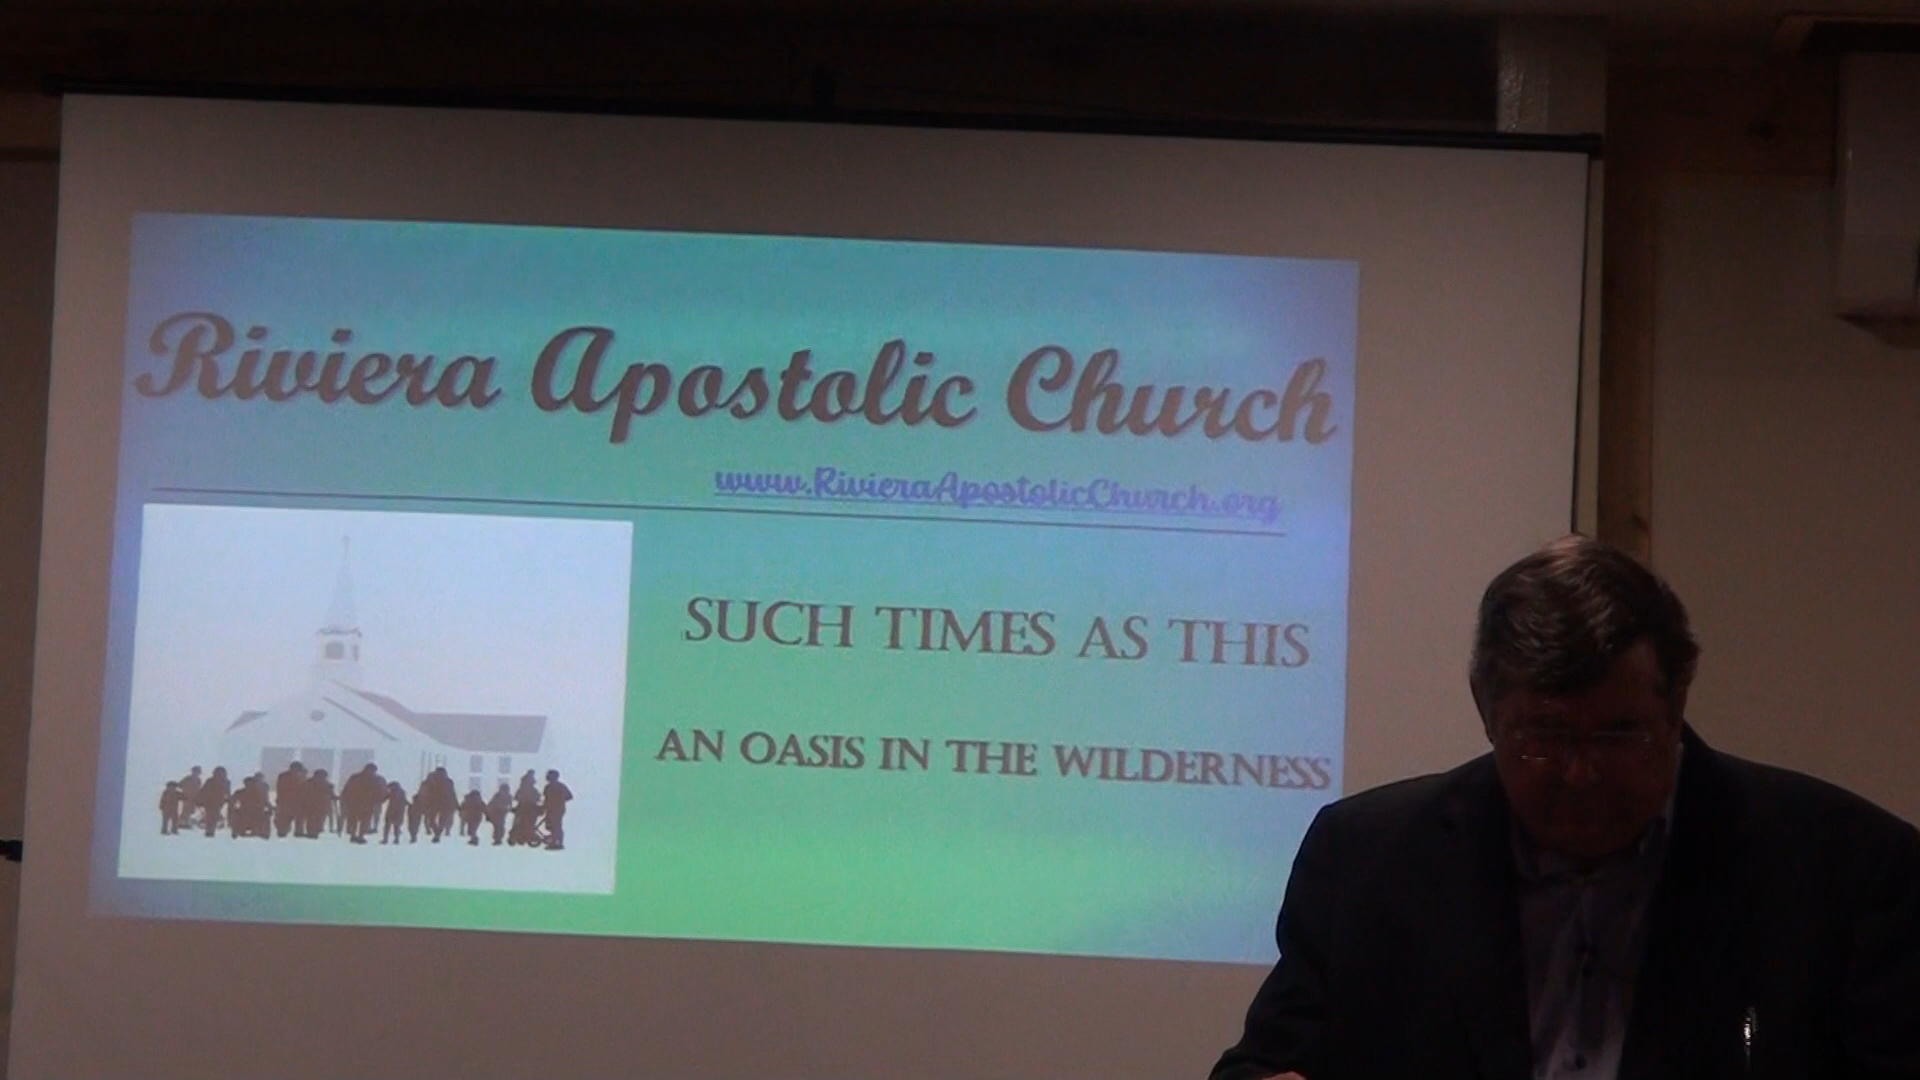 Riviera Apostolic Church
www.RivieraApostolicChurch.org
SUCH TIMES AS THIS
AN OASIS IN THE WILDERNESS